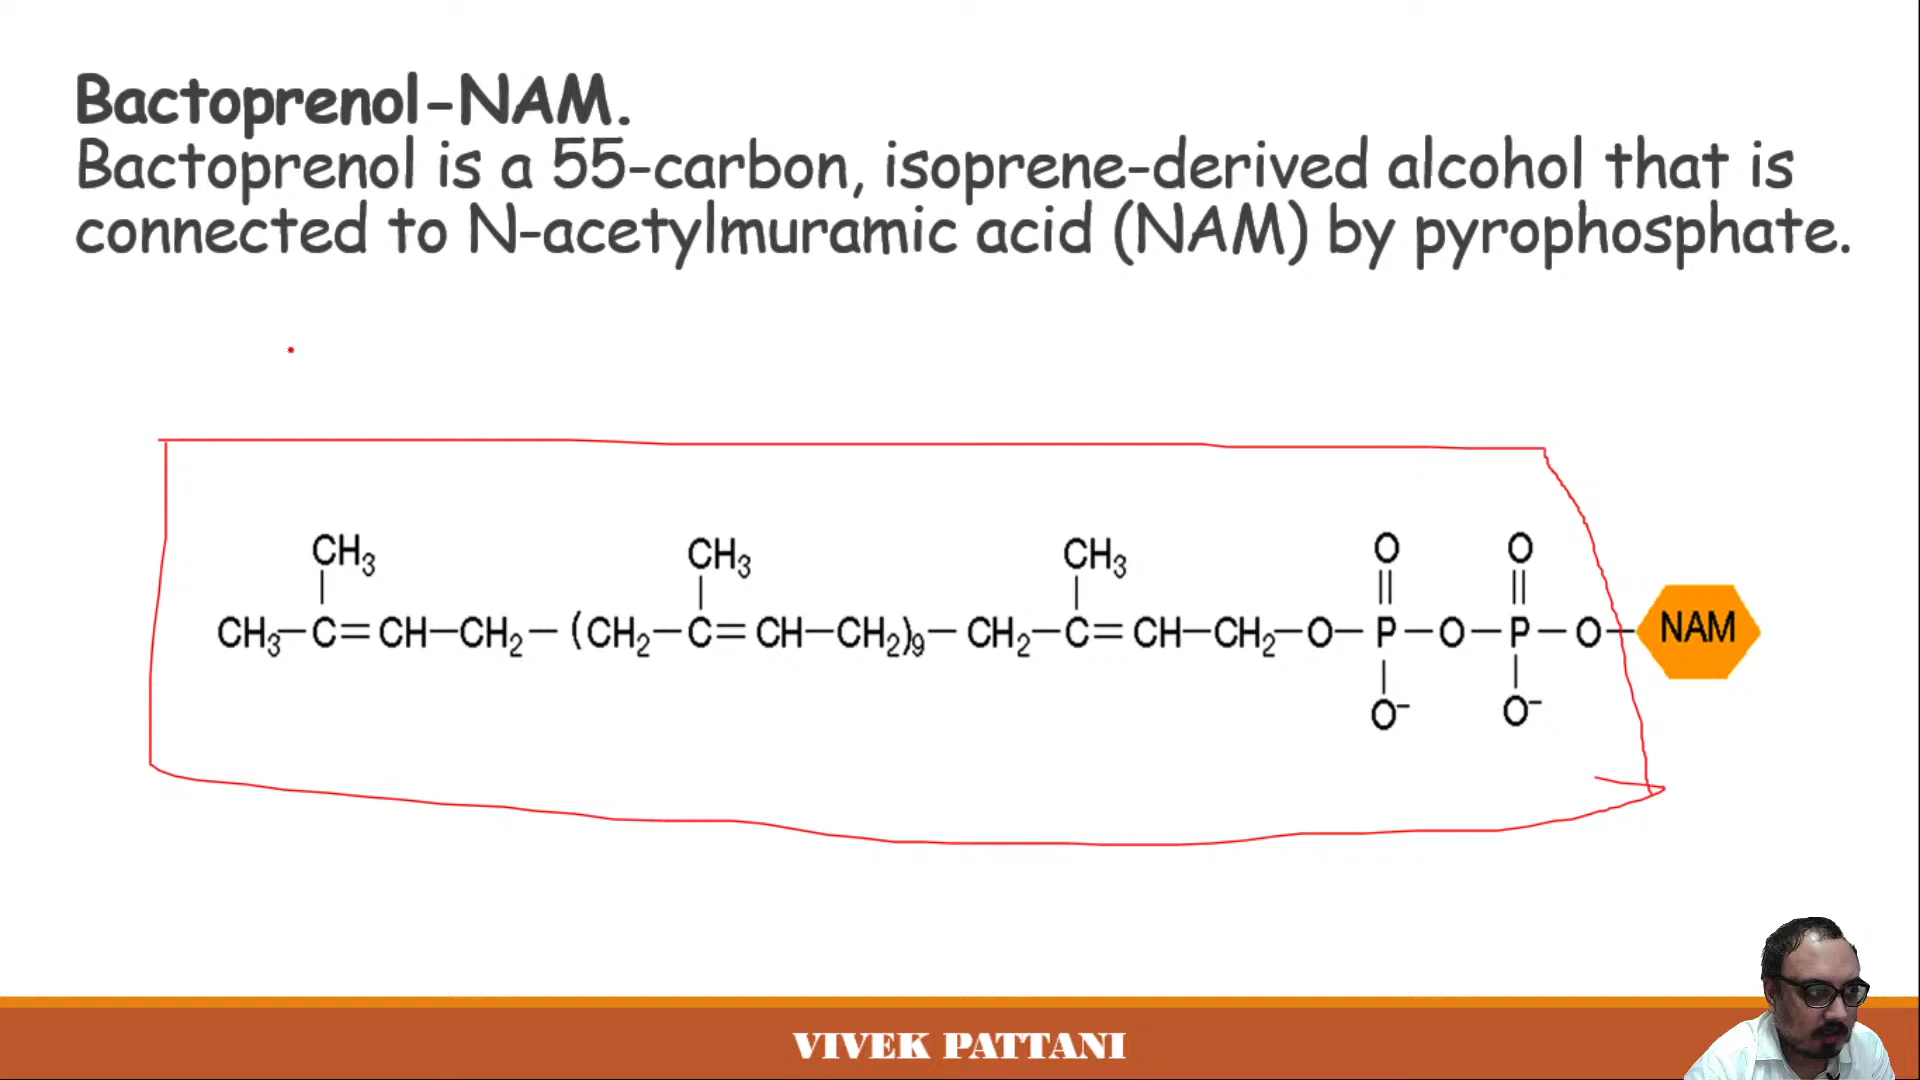 Bactoprenol-NAM.
Bactoprenol is a 55-carbon, isoprene-derived alcohol that is
connected to N-acetylmuramic acid (NAM) by pyrophosphate.
CH₃ CH₃ CH₃ O O
CH₃–C=CH–CH₂–(CH₂–C=CH–CH₂)₉–CH₂–C=CH–CH₂–O–P–O–P–O–NAM
O⁻ O⁻
VIVEK PATTANI